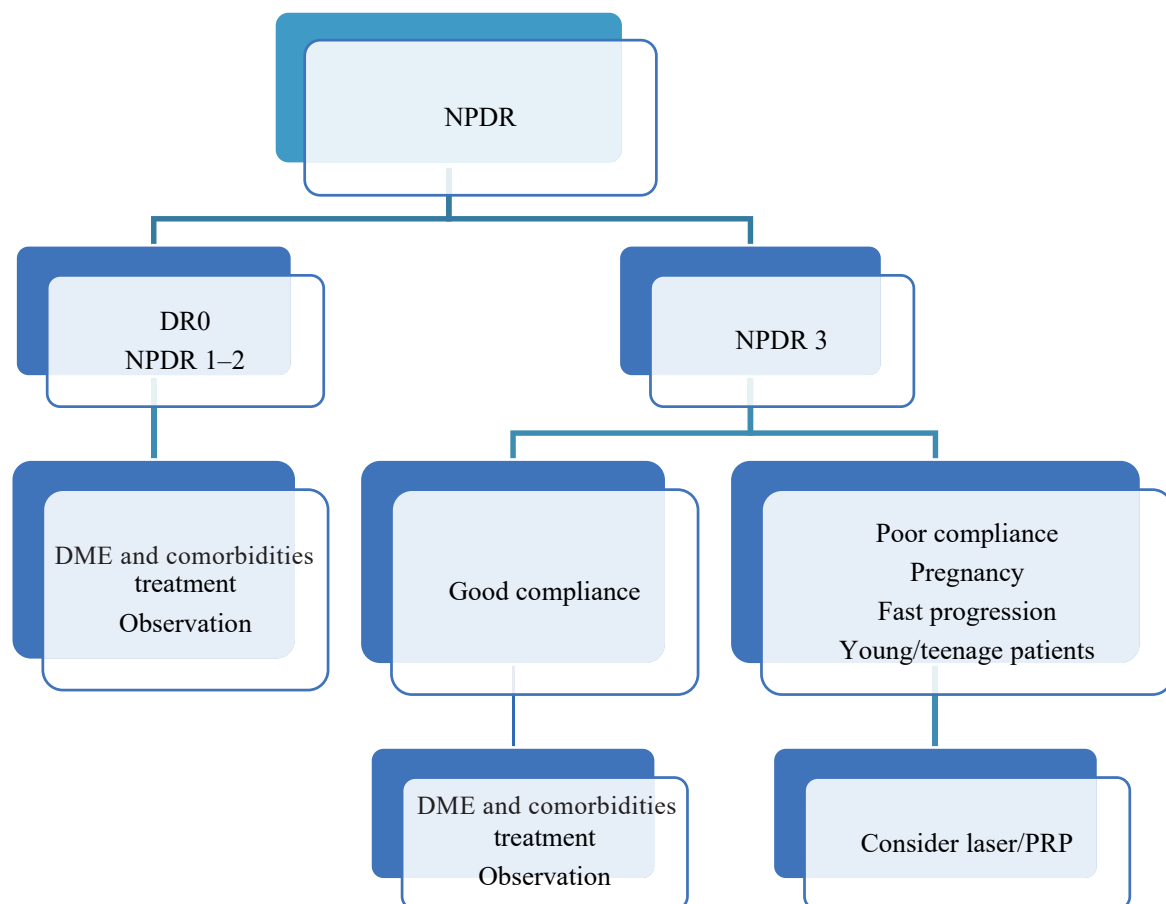 NPDR
DR0
NPDR 1–2
NPDR 3
DME and comorbidities
treatment
Observation
Good compliance
Poor compliance
Pregnancy
Fast progression
Young/teenage patients
DME and comorbidities
treatment
Observation
Consider laser/PRP